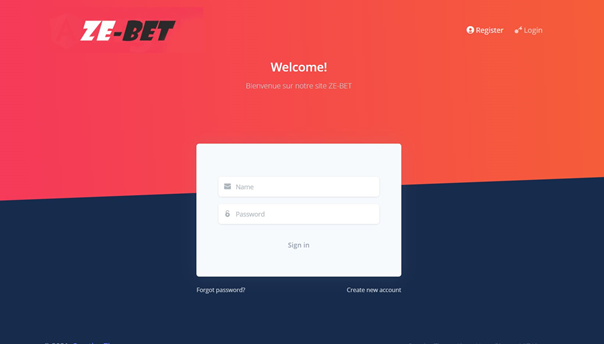 ZE-BET
Register
Login
Welcome!
Bienvenue sur notre site ZE-BET
Name
Password
Sign in
Forgot password?
Create new account